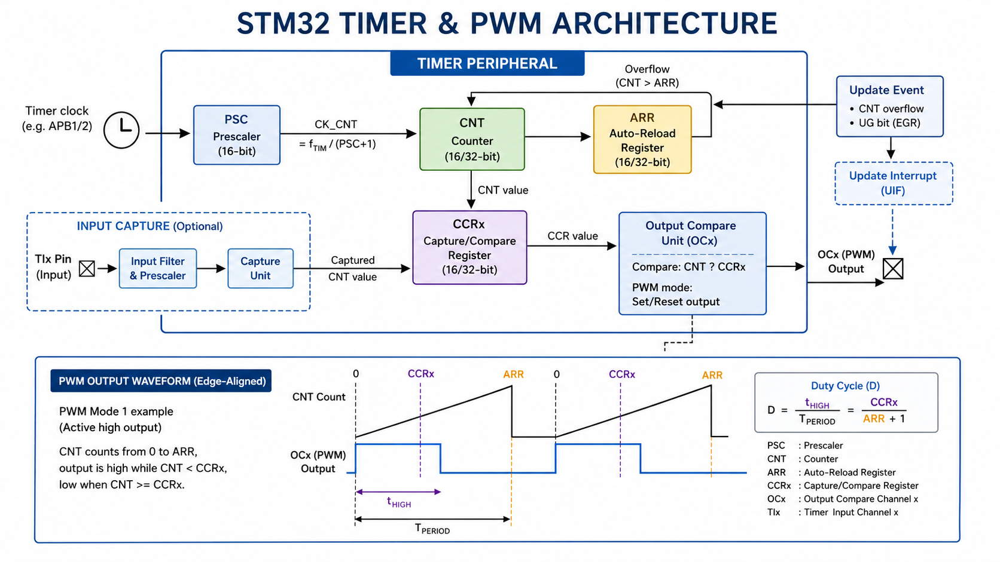 STM32 TIMER & PWM ARCHITECTURE
TIMER PERIPHERAL
Timer clock
(e.g. APB1/2)
PSC
Prescaler
(16-bit)
CK_CNT
= fTIM / (PSC+1)
CNT
Counter
(16/32-bit)
Overflow
(CNT > ARR)
ARR
Auto-Reload
Register
(16/32-bit)
Update Event
• CNT overflow
• UG bit (EGR)
Update Interrupt
(UIF)
CNT value
INPUT CAPTURE (Optional)
TIx Pin
(Input)
Input Filter
& Prescaler
Capture
Unit
Captured
CNT value
CCRx
Capture/Compare
Register
(16/32-bit)
CCR value
Output Compare
Unit (OCx)
Compare: CNT ? CCRx
PWM mode:
Set/Reset output
OCx (PWM)
Output
PWM OUTPUT WAVEFORM (Edge-Aligned)
PWM Mode 1 example
(Active high output)
CNT counts from 0 to ARR,
output is high while CNT < CCRx,
low when CNT >= CCRx.
0 CCRx ARR 0 CCRx ARR
CNT Count
OCx (PWM)
Output
tHIGH
TPERIOD
Duty Cycle (D)
D = tHIGH / TPERIOD = CCRx / ARR + 1
PSC : Prescaler
CNT : Counter
ARR : Auto-Reload Register
CCRx : Capture/Compare Register
OCx : Output Compare Channel x
TIx : Timer Input Channel x